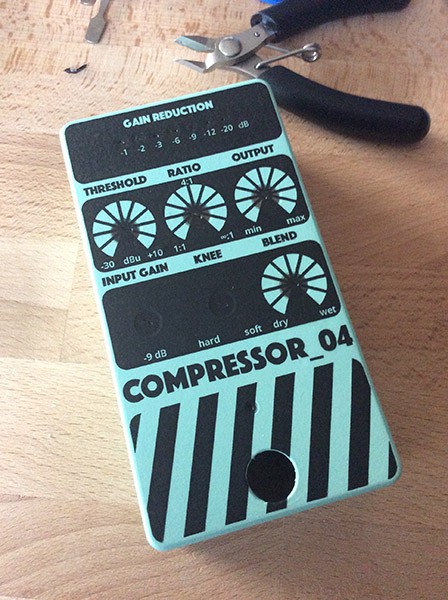 GAIN REDUCTION
-1 -2 -3 -6 -9 -12 -20 dB
THRESHOLD RATIO OUTPUT
4:1
-30 dBu +10 1:1 ∞:1 min max
INPUT GAIN KNEE BLEND
-9 dB hard soft dry wet
COMPRESSOR_04